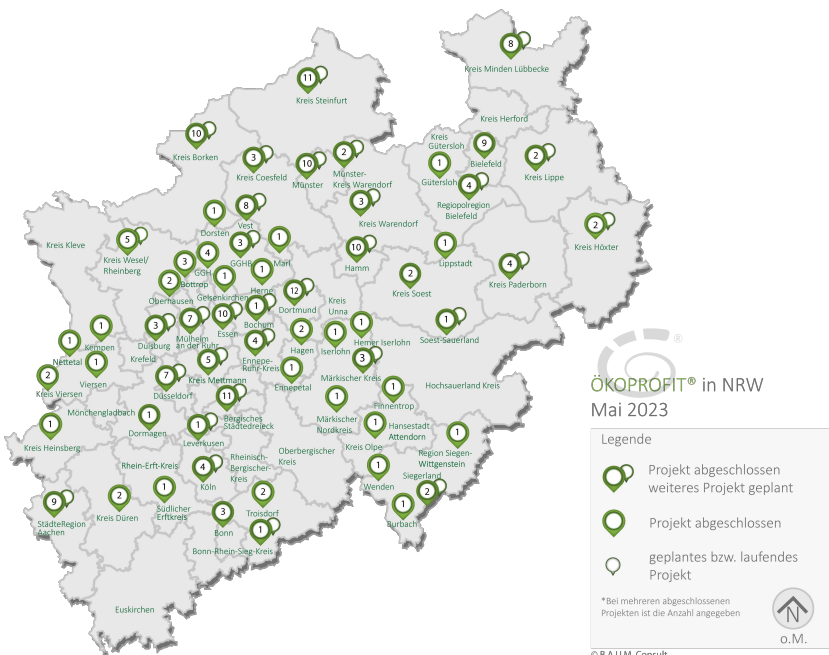 8
Kreis Minden Lübbecke
11
Kreis Steinfurt
Kreis Herford
10
Kreis Borken
3
Kreis Coesfeld
10
Münster
2
Münster-
Kreis Warendorf
Kreis
Gütersloh
1
Gütersloh
9
Bielefeld
2
Kreis Lippe
4
Regiopolregion
Bielefeld
3
Kreis Warendorf
2
Kreis Höxter
1
Dorsten
8
Vest
Kreis Kleve
5
Kreis Wesel/
Rheinberg
3
GGHB
1
Marl
10
Hamm
1
Lippstadt
4
Kreis Paderborn
4
GGH
3
Bottrop
2
Oberhausen
1
Gelsenkirchen
1
Herne
2
Kreis Soest
12
Dortmund
Kreis
Unna
1
Kempen
3
Duisburg
7
Mülheim
an der Ruhr
10
Essen
1
Bochum
2
Hagen
1
Iserlohn
1
Hemer Iserlohn
1
Soest-Sauerland
1
Nettetal
Krefeld
4
Ennepe-
Ruhr-Kreis
1
Viersen
2
Kreis Viersen
5
Kreis Mettmann
7
Düsseldorf
1
Ennepetal
3
Märkischer Kreis
Hochsauerland Kreis
1
Finnentrop
11
Bergisches
Städtedreieck
1
Märkischer
Nordkreis
Mönchengladbach
1
Dormagen
1
Leverkusen
1
Kreis Heinsberg
1
Hansestadt
Attendorn
Kreis Olpe
1
Region Siegen-
Wittgenstein
Rhein-Erft-Kreis
4
Köln
Rheinisch-
Bergischer-
Kreis
Oberbergischer
Kreis
1
Wenden
2
Siegerland
1
Burbach
9
StädteRegion
Aachen
2
Kreis Düren
1
Südlicher
Erftkreis
2
Troisdorf
3
Bonn
1
Bonn-Rhein-Sieg-Kreis
Euskirchen
®
ÖKOPROFIT® in NRW
Mai 2023
Legende
Projekt abgeschlossen
weiteres Projekt geplant
Projekt abgeschlossen
geplantes bzw. laufendes
Projekt
*Bei mehreren abgeschlossenen
Projekten ist die Anzahl angegeben
N
o.M.
© B.A.U.M. Consult